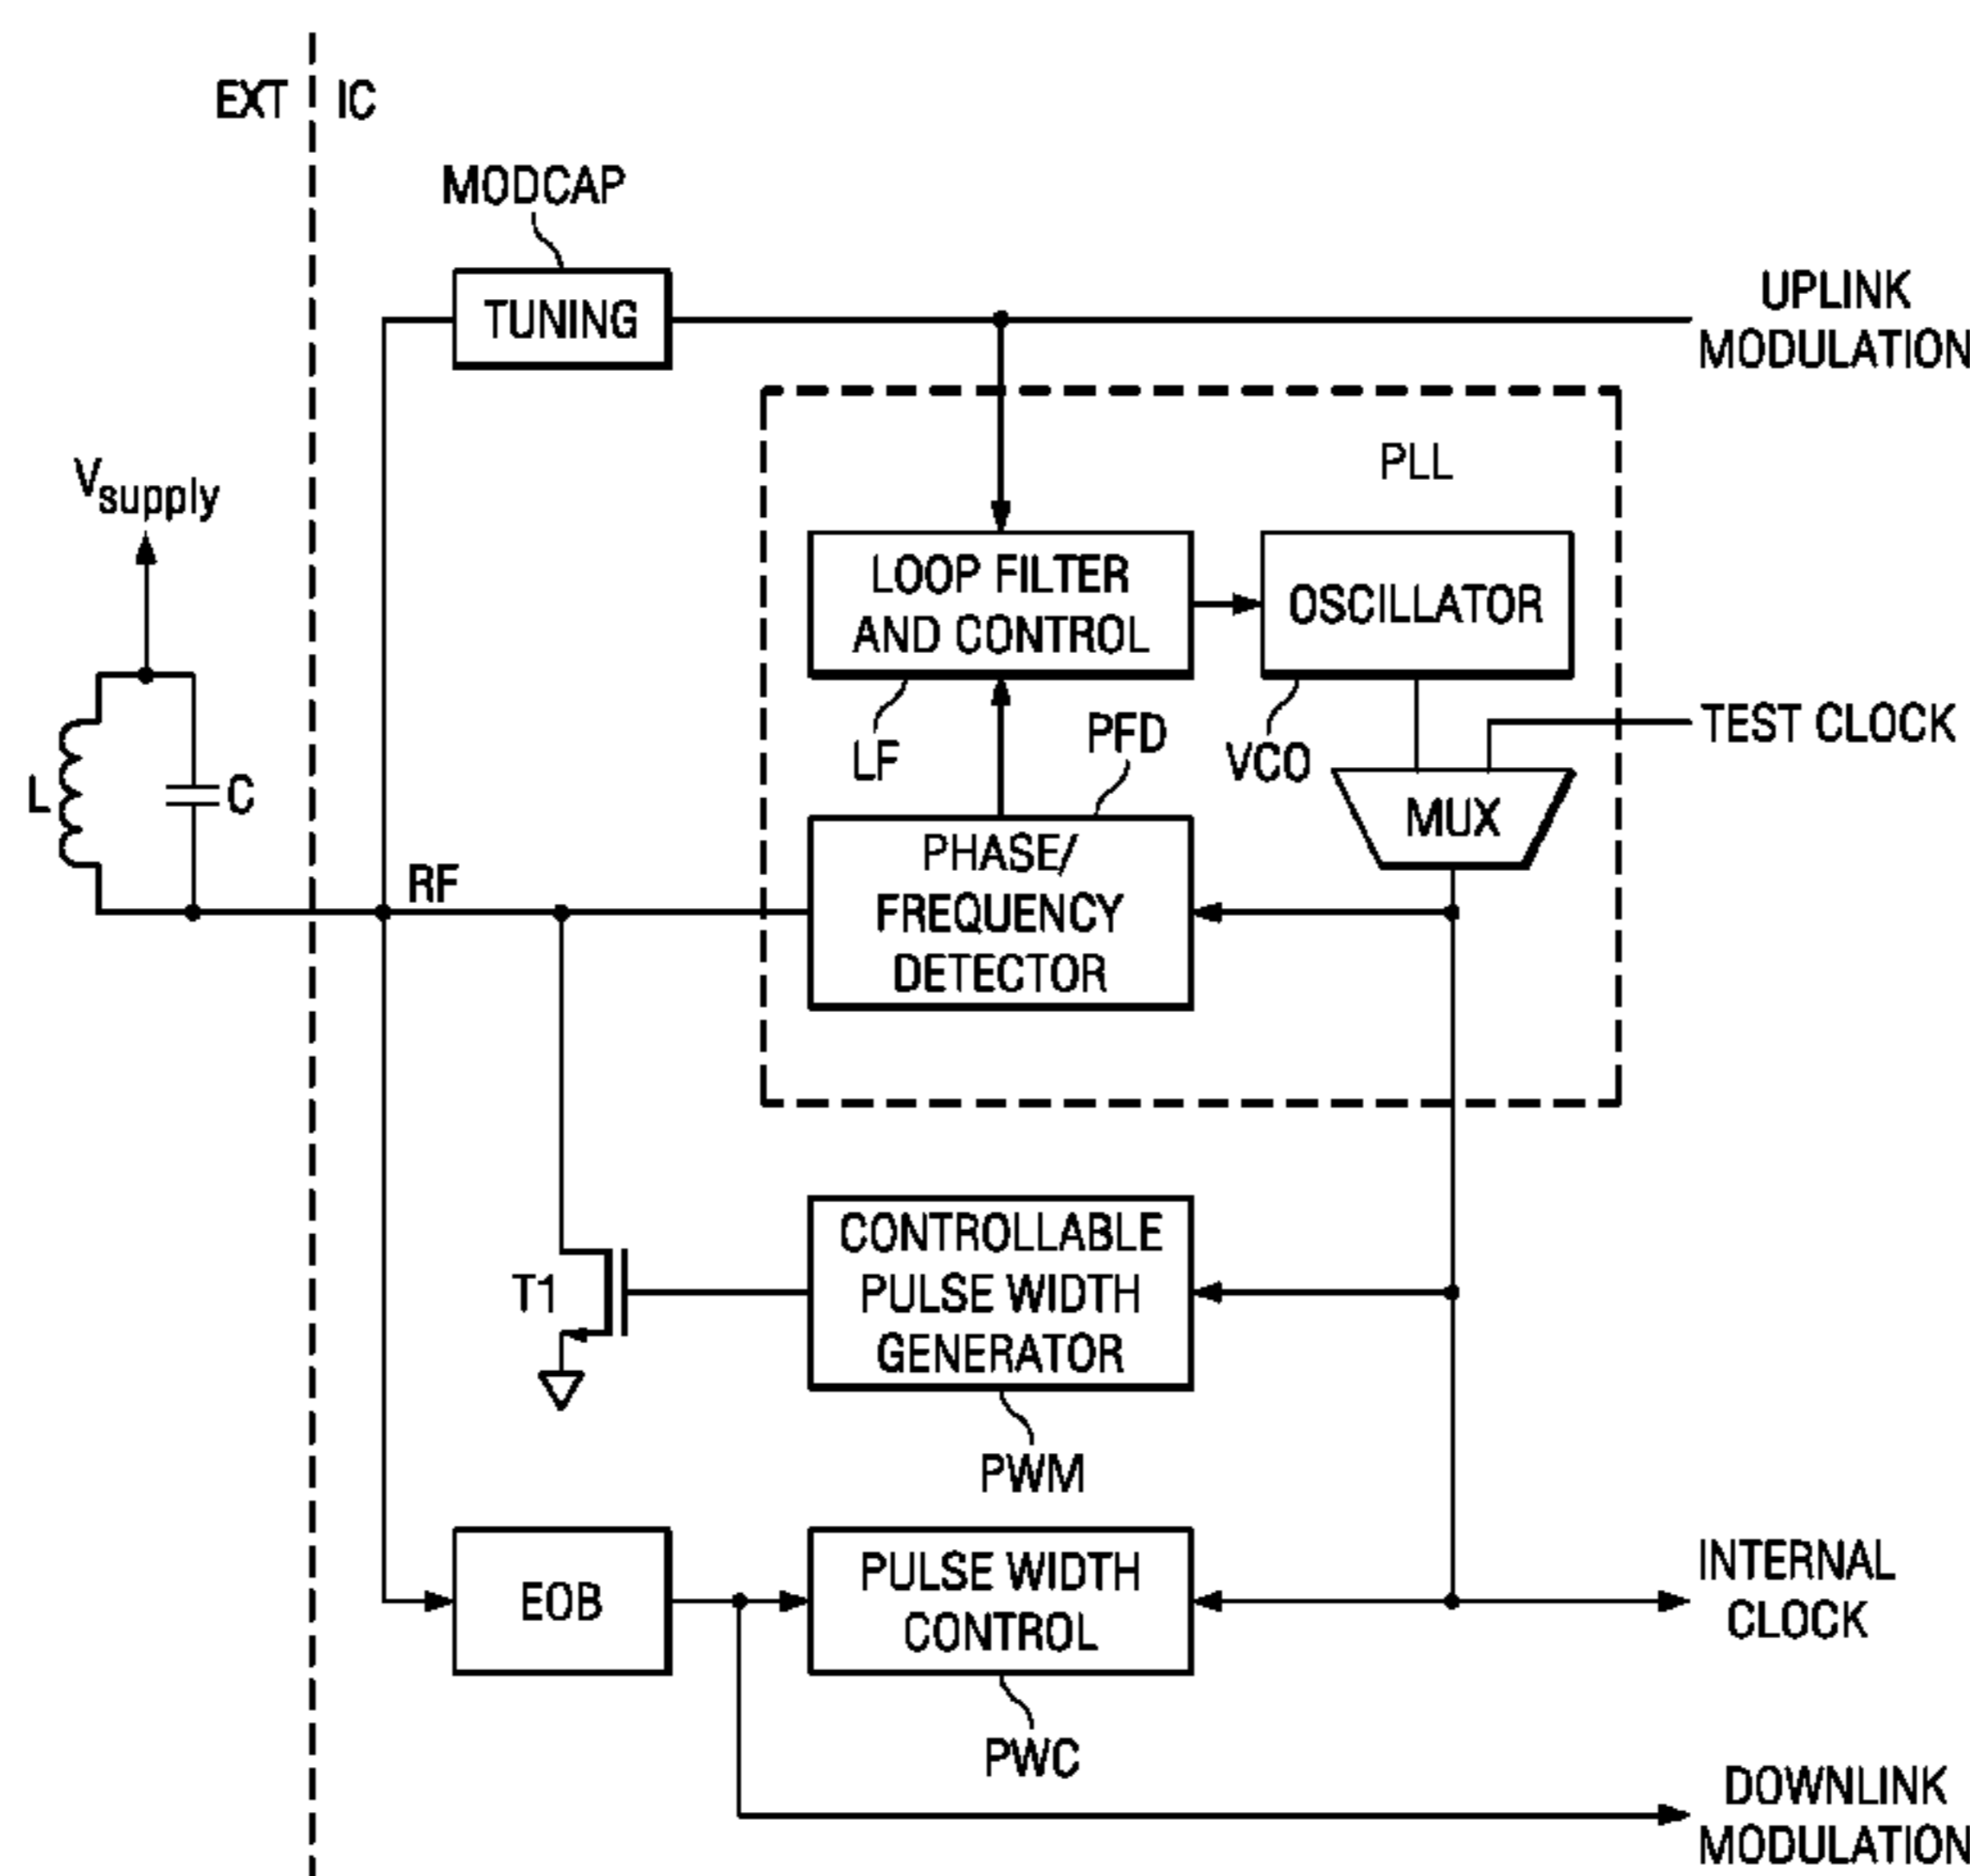 EXT
IC
MODCAP
TUNING
UPLINK
MODULATION
PLL
Vsupply
LOOP FILTER
AND CONTROL
OSCILLATOR
TEST CLOCK
LF
PFD
VCO
MUX
L
C
RF
PHASE/
FREQUENCY
DETECTOR
T1
CONTROLLABLE
PULSE WIDTH
GENERATOR
PWM
EOB
PULSE WIDTH
CONTROL
INTERNAL
CLOCK
PWC
DOWNLINK
MODULATION